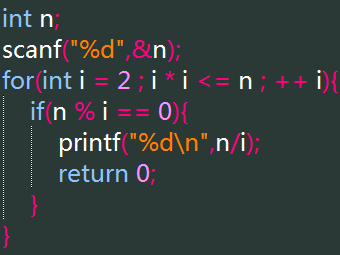 int n;
scanf("%d",&n);
for(int i = 2 ; i * i <= n ; ++ i){
if(n % i == 0){
printf("%d\n",n/i);
return 0;
}
}